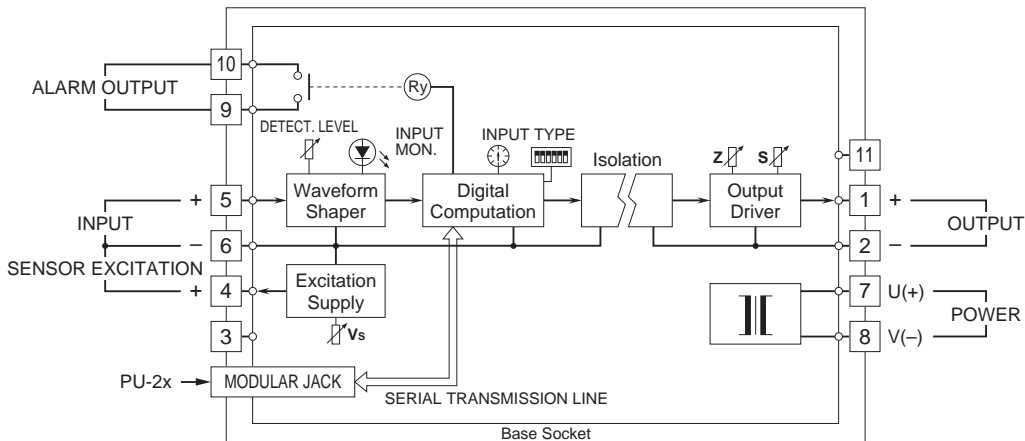 10
ALARM OUTPUT
9
Ry
DETECT. LEVEL
INPUT
MON.
INPUT TYPE
Isolation
Z
S
11
+
5
Waveform
Shaper
Digital
Computation
Output
Driver
1
+
INPUT
OUTPUT
–
6
2
–
SENSOR EXCITATION
+
4
Excitation
Supply
7
U(+)
POWER
3
Vs
8
V(–)
PU-2x
MODULAR JACK
SERIAL TRANSMISSION LINE
Base Socket